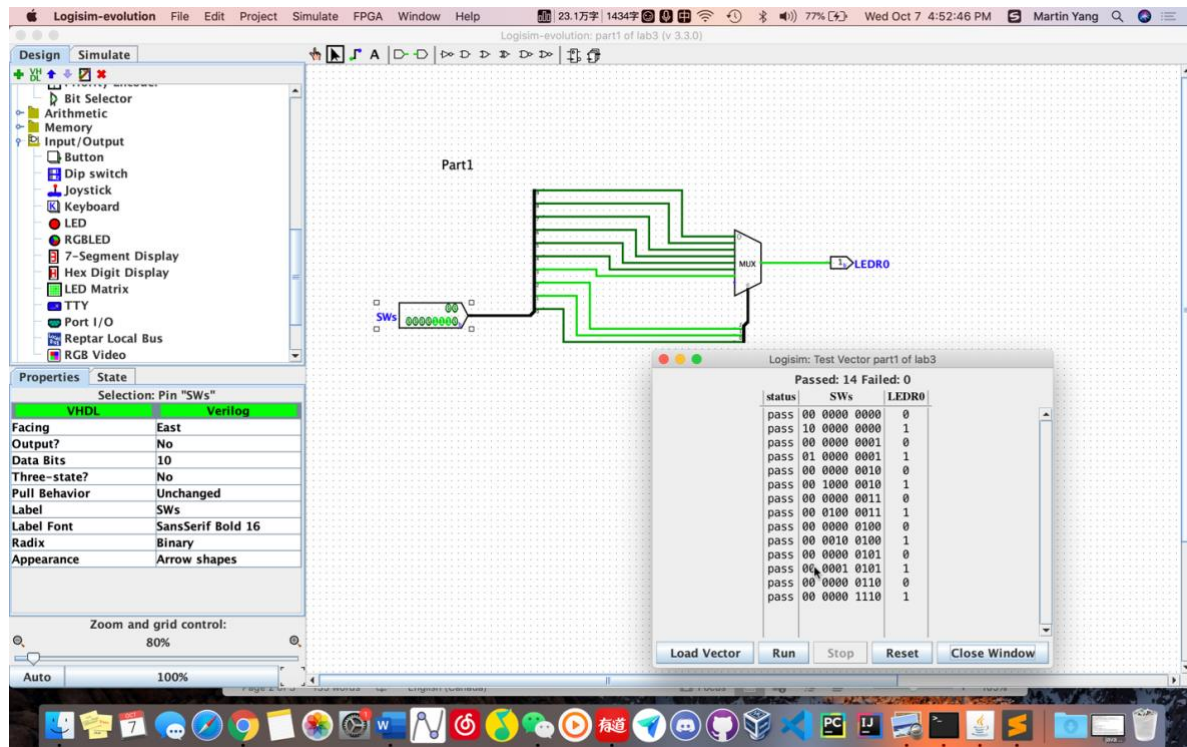 Logisim-evolution File Edit Project Simulate FPGA Window Help 23.1万字 1434字 77% Wed Oct 7 4:52:46 PM Martin Yang
Logisim-evolution: part1 of lab3 (v 3.3.0)
Design Simulate
VH
DL
A
Bit Selector
Arithmetic
Memory
Input/Output
Button
Dip switch
Joystick
Keyboard
LED
RGBLED
7-Segment Display
Hex Digit Display
LED Matrix
TTY
Port I/O
Reptar Local Bus
RGB Video
Part1
MUX
LEDR0
SWs
00
00000000
Properties State
Selection: Pin "SWs"
VHDL Verilog
Facing East
Output? No
Data Bits 10
Three-state? No
Pull Behavior Unchanged
Label SWs
Label Font SansSerif Bold 16
Radix Binary
Appearance Arrow shapes
Zoom and grid control:
80%
Auto 100%
Logisim: Test Vector part1 of lab3
Passed: 14 Failed: 0
status SWs LEDR0
pass 00 0000 0000 0
pass 10 0000 0000 1
pass 00 0000 0001 0
pass 01 0000 0001 1
pass 00 0000 0010 0
pass 00 1000 0010 1
pass 00 0000 0011 0
pass 00 0100 0011 1
pass 00 0000 0100 0
pass 00 0010 0100 1
pass 00 0000 0101 0
pass 00 0001 0101 1
pass 00 0000 0110 0
pass 00 0000 1110 1
Load Vector Run Stop Reset Close Window
有道